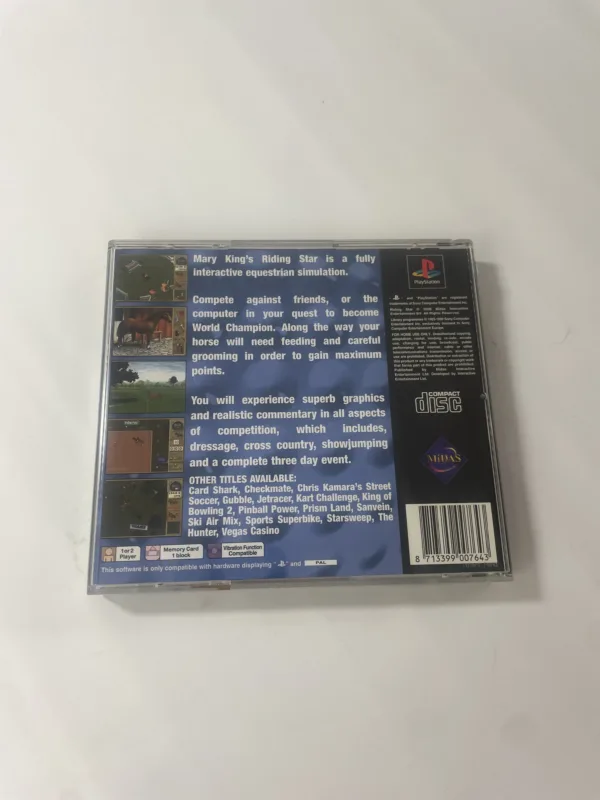 Mary King's Riding Star is a fully
interactive equestrian simulation.
Compete against friends, or the
computer in your quest to become
World Champion. Along the way your
horse will need feeding and careful
grooming in order to gain maximum
points.
You will experience superb graphics
and realistic commentary in all aspects
of competition, which includes,
dressage, cross country, showjumping
and a complete three day event.
OTHER TITLES AVAILABLE:
Card Shark, Checkmate, Chris Kamara's Street
Soccer, Gubble, Jetracer, Kart Challenge, King of
Bowling 2, Pinball Power, Prism Land, Sanvein,
Ski Air Mix, Sports Superbike, Starsweep, The
Hunter, Vegas Casino
1 or 2
Player
Memory Card
1 block
Vibration Function
Compatible
This software is only compatible with hardware displaying " " and PAL
PlayStation
COMPACT
disc
MiDAS
8 713399 007643